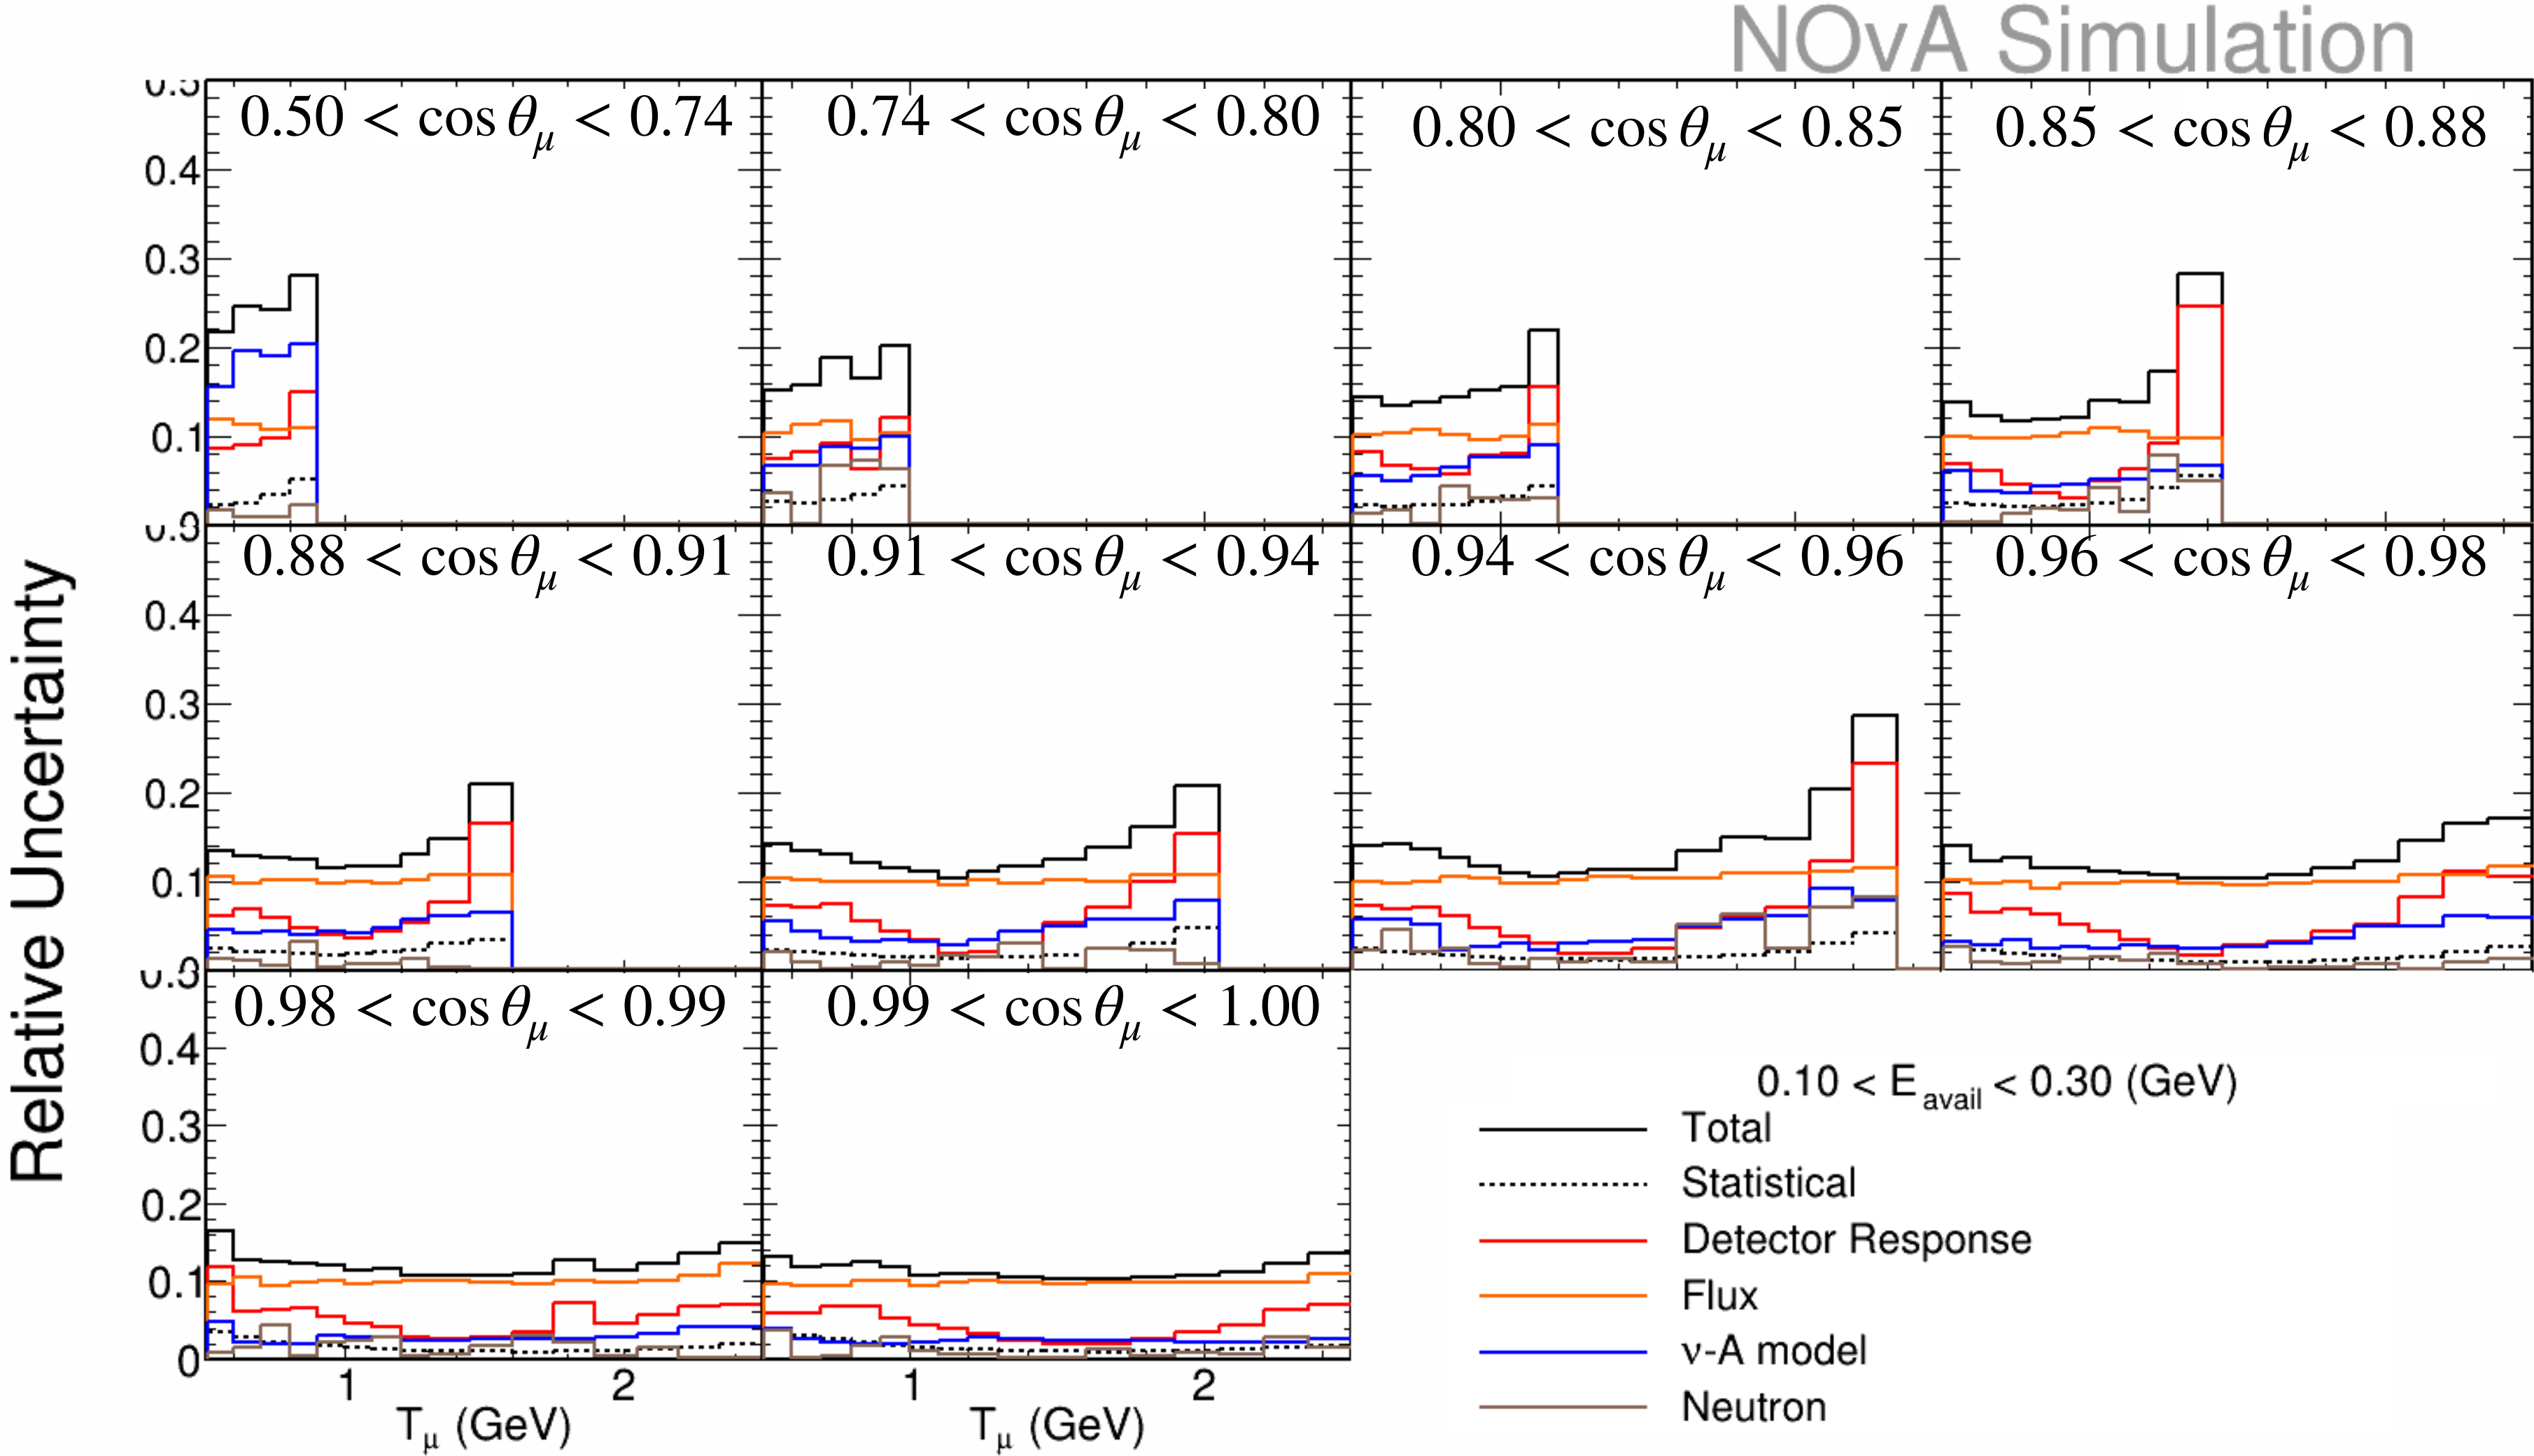 NOvA Simulation
0.5
0.50 < cos θμ < 0.74
0.74 < cos θμ < 0.80
0.80 < cos θμ < 0.85
0.85 < cos θμ < 0.88
0.4
0.3
0.2
0.1
0.88 < cos θμ < 0.91
0.91 < cos θμ < 0.94
0.94 < cos θμ < 0.96
0.96 < cos θμ < 0.98
0.4
0.3
0.2
0.1
Relative Uncertainty
0.98 < cos θμ < 0.99
0.99 < cos θμ < 1.00
0.4
0.3
0.2
0.1
0
1 2
1 2
Tμ (GeV)
Tμ (GeV)
0.10 < Eavail < 0.30 (GeV)
Total
Statistical
Detector Response
Flux
ν-A model
Neutron